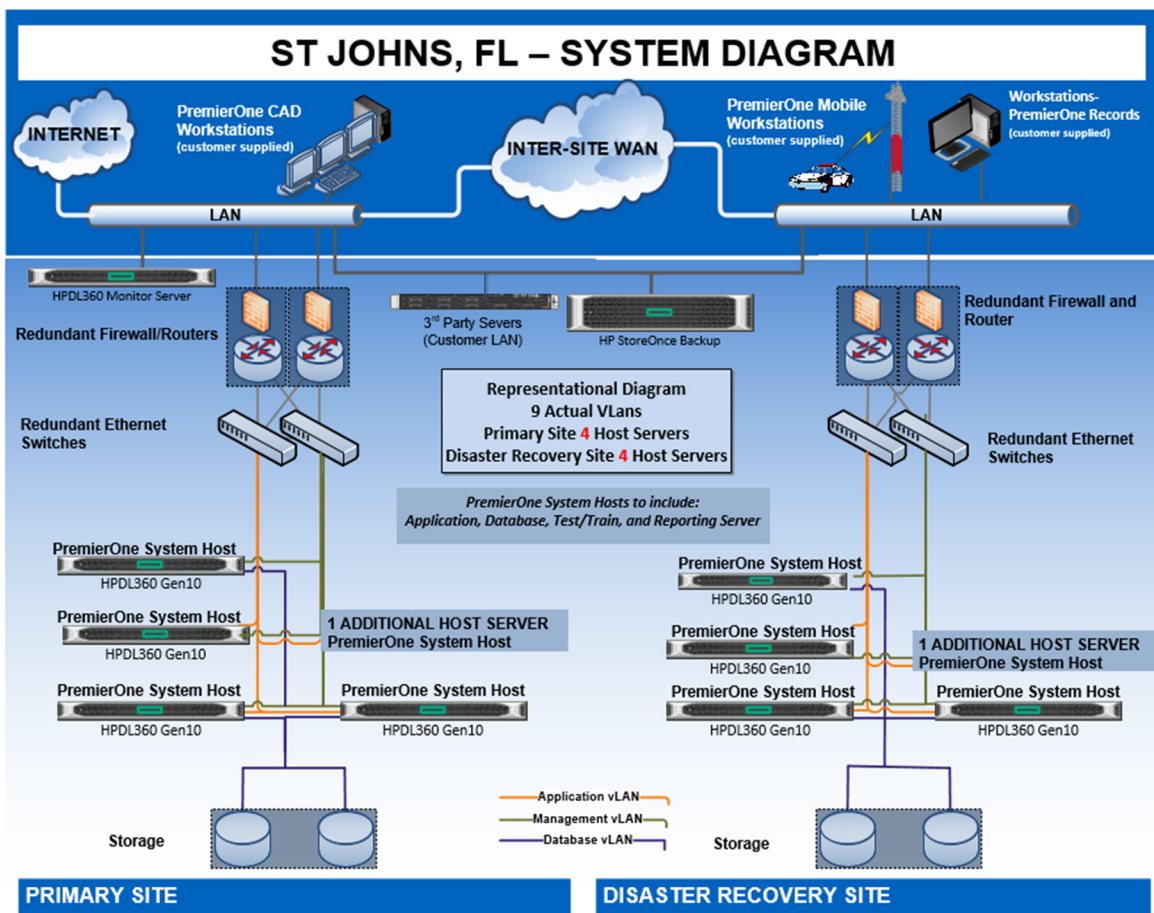 ST JOHNS, FL – SYSTEM DIAGRAM
INTERNET
PremierOne CAD
Workstations
(customer supplied)
INTER-SITE WAN
PremierOne Mobile
Workstations
(customer supplied)
Workstations-
PremierOne Records
(customer supplied)
LAN
LAN
HPDL360 Monitor Server
Redundant Firewall/Routers
3rd Party Severs
(Customer LAN)
HP StoreOnce Backup
Redundant Firewall and
Router
Representational Diagram
9 Actual VLans
Primary Site 4 Host Servers
Disaster Recovery Site 4 Host Servers
Redundant Ethernet
Switches
Redundant Ethernet
Switches
PremierOne System Hosts to include:
Application, Database, Test/Train, and Reporting Server
PremierOne System Host
HPDL360 Gen10
PremierOne System Host
HPDL360 Gen10
1 ADDITIONAL HOST SERVER
PremierOne System Host
PremierOne System Host
HPDL360 Gen10
PremierOne System Host
HPDL360 Gen10
PremierOne System Host
HPDL360 Gen10
PremierOne System Host
HPDL360 Gen10
1 ADDITIONAL HOST SERVER
PremierOne System Host
PremierOne System Host
HPDL360 Gen10
PremierOne System Host
HPDL360 Gen10
Application vLAN
Management vLAN
Database vLAN
Storage
Storage
PRIMARY SITE
DISASTER RECOVERY SITE